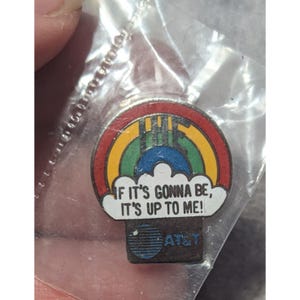 IF IT'S GONNA BE,
IT'S UP TO ME!
AT&T